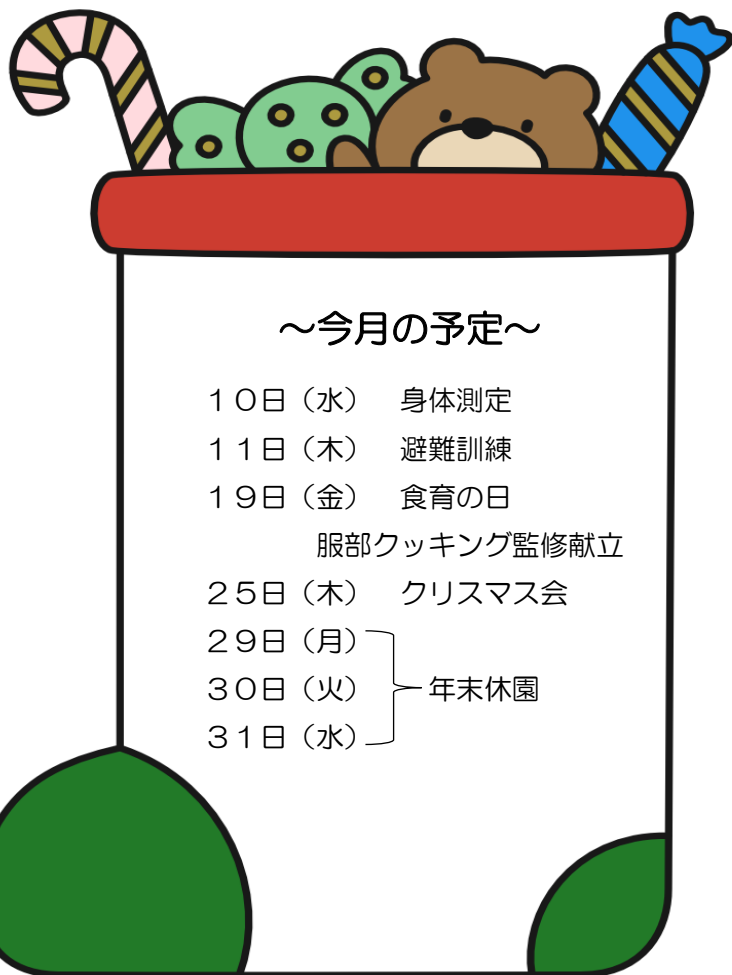 ～今月の予定～
１０日（水）　身体測定
１１日（木）　避難訓練
１９日（金）　食育の日
服部クッキング監修献立
２５日（木）　クリスマス会
２９日（月）
３０日（火）　年末休園
３１日（水）